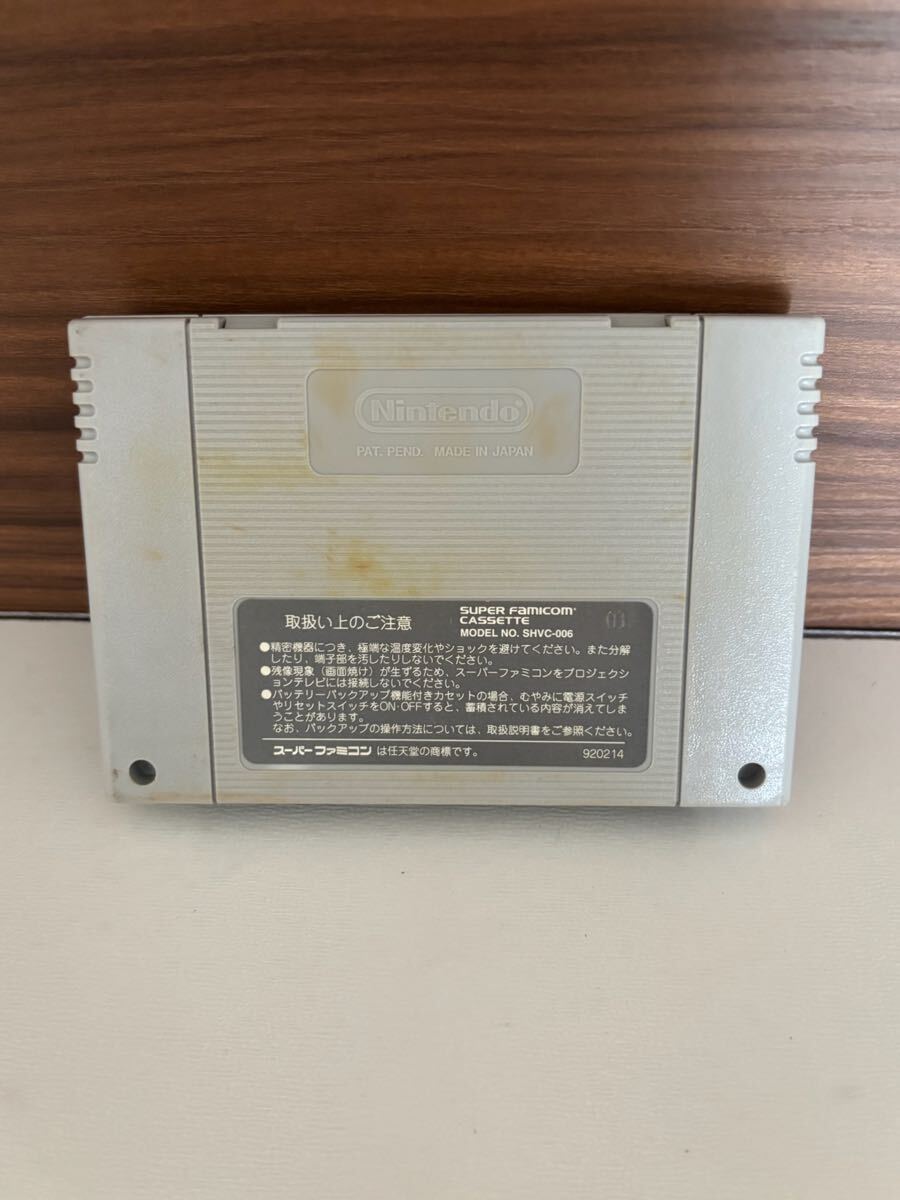 Nintendo®
PAT. PEND. MADE IN JAPAN
取扱い上のご注意
SUPER FAMICOM
CASSETTE
MODEL NO. SHVC-006
●精密機器につき、極端な温度変化やショックを避けてください。また分解
したり、端子部を汚したりしないでください。
●残像現象（画面焼け）が生ずるため、スーパーファミコンをプロジェクシ
ョンテレビには接続しないでください。
●バッテリーバックアップ機能付きカセットの場合、むやみに電源スイッチ
やリセットスイッチをON·OFFすると、蓄積されている内容が消えてしま
うことがあります。
なお、バックアップの操作方法については、取扱説明書をご参照ください。
スーパーファミコン は任天堂の商標です。
920214